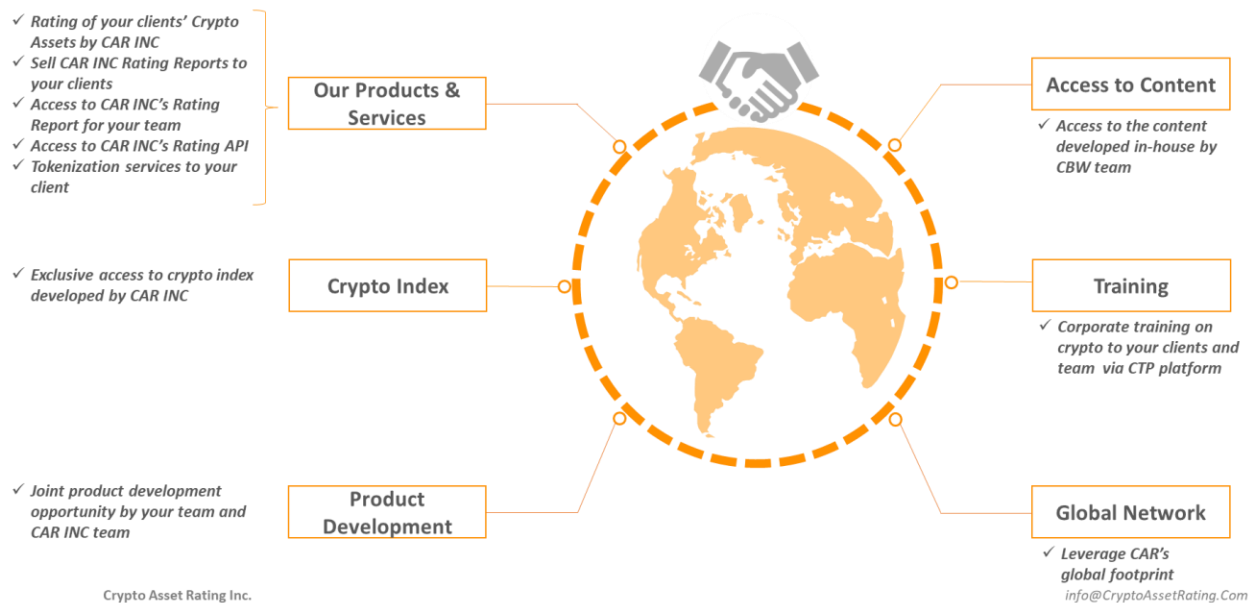 ✓ Rating of your clients’ Crypto
Assets by CAR INC
✓ Sell CAR INC Rating Reports to
your clients
✓ Access to CAR INC’s Rating
Report for your team
✓ Access to CAR INC’s Rating API
✓ Tokenization services to your
client
Our Products &
Services
✓ Exclusive access to crypto index
developed by CAR INC
Crypto Index
✓ Joint product development
opportunity by your team and
CAR INC team
Product
Development
Access to Content
✓ Access to the content
developed in-house by
CBW team
Training
✓ Corporate training on
crypto to your clients and
team via CTP platform
Global Network
✓ Leverage CAR’s
global footprint
Crypto Asset Rating Inc.
info@CryptoAssetRating.Com